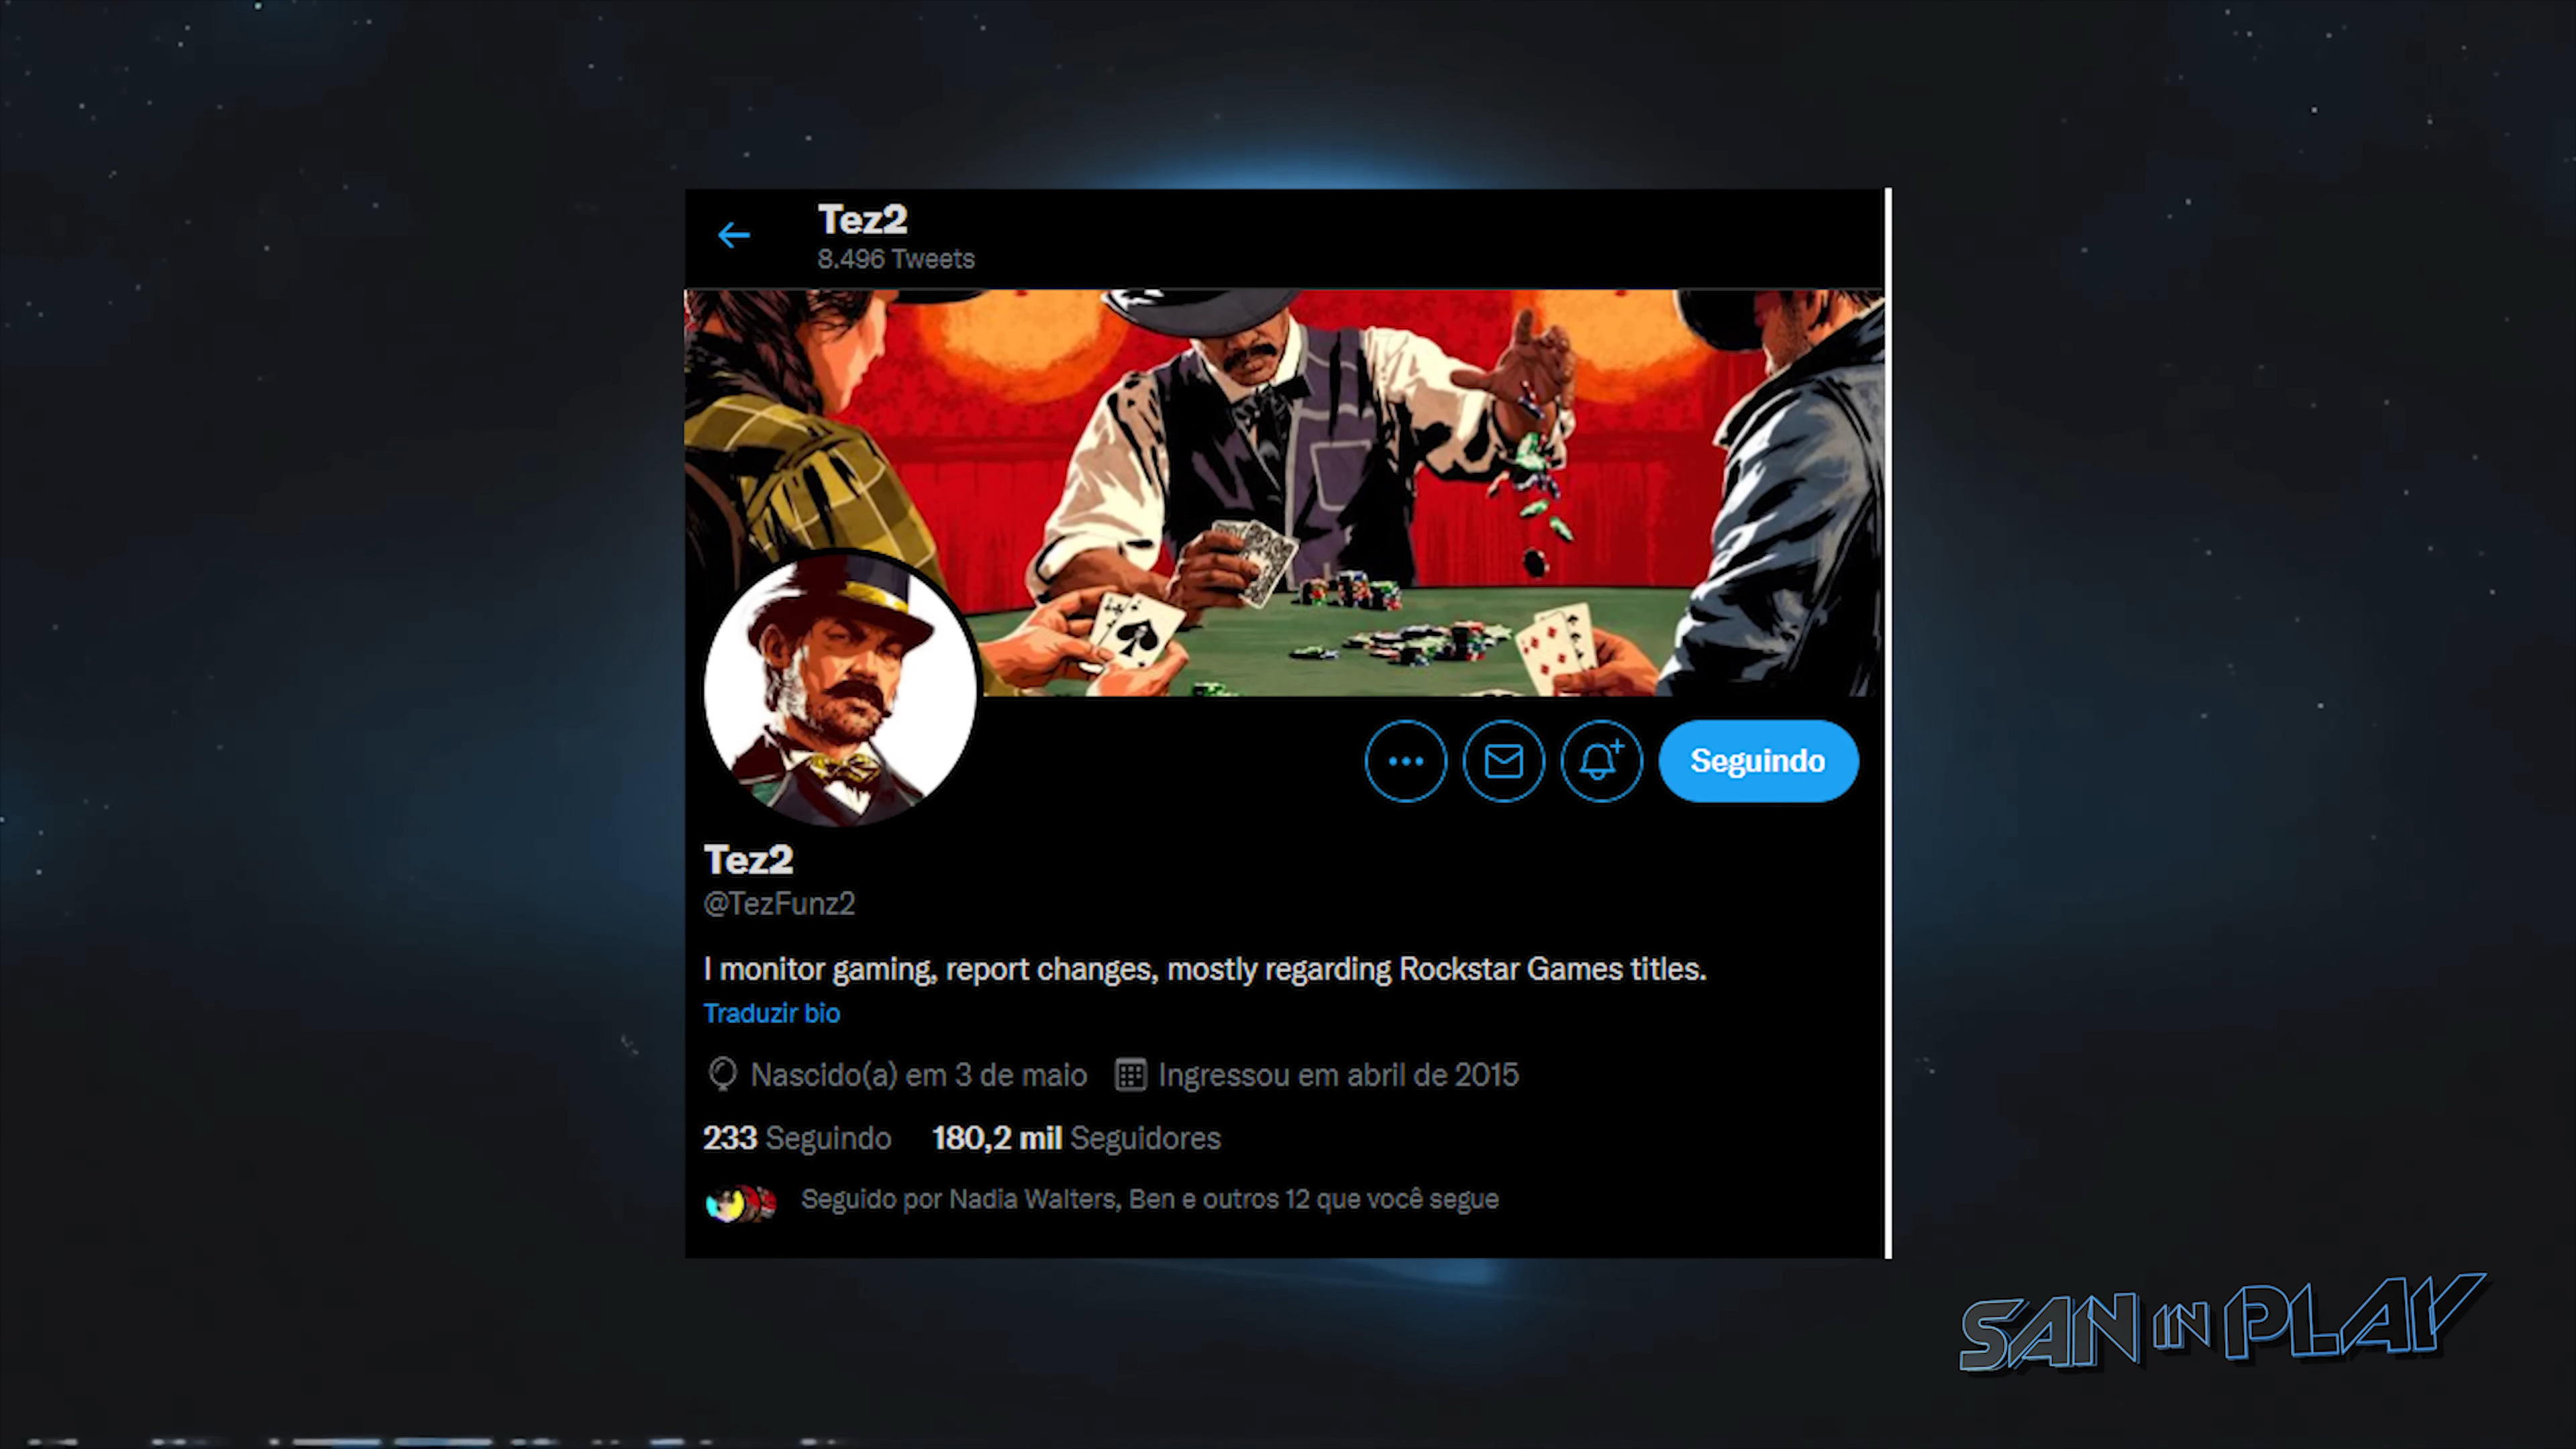 Tez2
8.496 Tweets
Seguindo
Tez2
@TezFunz2
I monitor gaming, report changes, mostly regarding Rockstar Games titles.
Traduzir bio
Nascido(a) em 3 de maio Ingressou em abril de 2015
233 Seguindo 180,2 mil Seguidores
Seguido por Nadia Walters, Ben e outros 12 que você segue
SAN IN PLAY